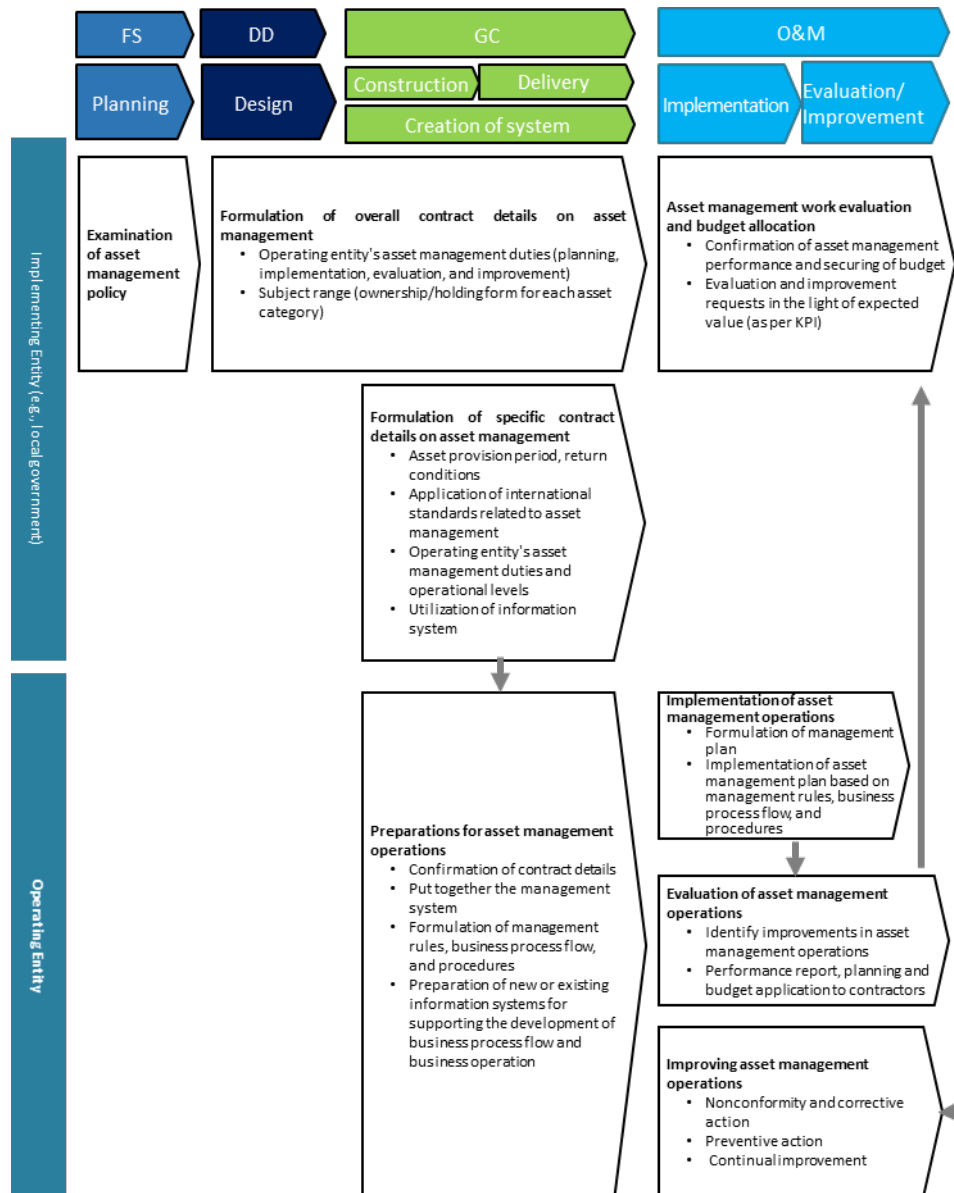 FS
DD
GC
O&M
Planning
Design
Construction
Delivery
Creation of system
Implementation
Evaluation/
Improvement
Implementing Entity (e.g., local government)
Examination
of asset
management
policy
Formulation of overall contract details on asset
management
• Operating entity's asset management duties (planning,
implementation, evaluation, and improvement)
• Subject range (ownership/holding form for each asset
category)
Asset management work evaluation
and budget allocation
• Confirmation of asset management
performance and securing of budget
• Evaluation and improvement
requests in the light of expected
value (as per KPI)
Formulation of specific contract
details on asset management
• Asset provision period, return
conditions
• Application of international
standards related to asset
management
• Operating entity's asset
management duties and
operational levels
• Utilization of information
system
Operating Entity
Preparations for asset management
operations
• Confirmation of contract details
• Put together the management
system
• Formulation of management
rules, business process flow,
and procedures
• Preparation of new or existing
information systems for
supporting the development of
business process flow and
business operation
Implementation of asset
management operations
• Formulation of management
plan
• Implementation of asset
management plan based on
management rules, business
process flow, and
procedures
Evaluation of asset management
operations
• Identify improvements in asset
management operations
• Performance report, planning and
budget application to contractors
Improving asset management
operations
• Nonconformity and corrective
action
• Preventive action
• Continual improvement